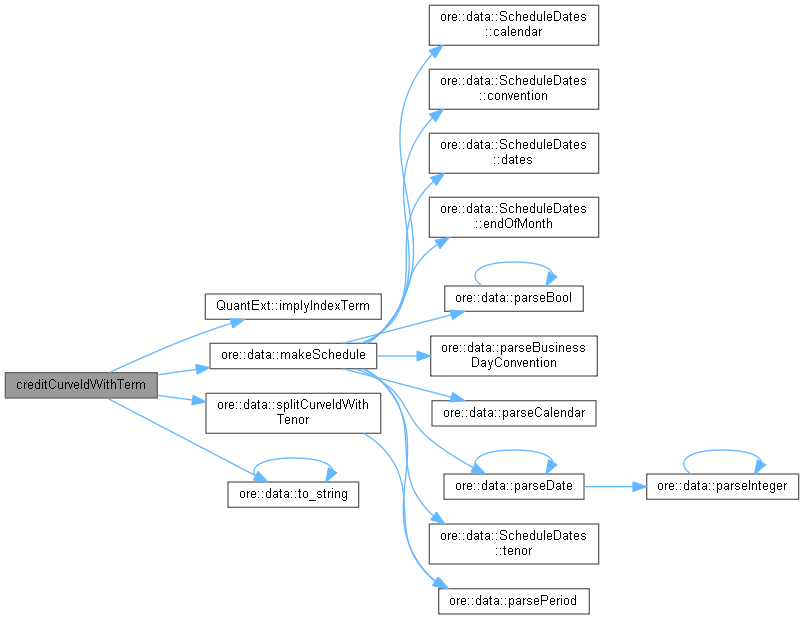 creditCurveIdWithTerm
QuantExt::implyIndexTerm
ore::data::makeSchedule
ore::data::splitCurveIdWith
Tenor
ore::data::to_string
ore::data::ScheduleDates
::calendar
ore::data::ScheduleDates
::convention
ore::data::ScheduleDates
::dates
ore::data::ScheduleDates
::endOfMonth
ore::data::parseBool
ore::data::parseBusiness
DayConvention
ore::data::parseCalendar
ore::data::parseDate
ore::data::parseInteger
ore::data::ScheduleDates
::tenor
ore::data::parsePeriod